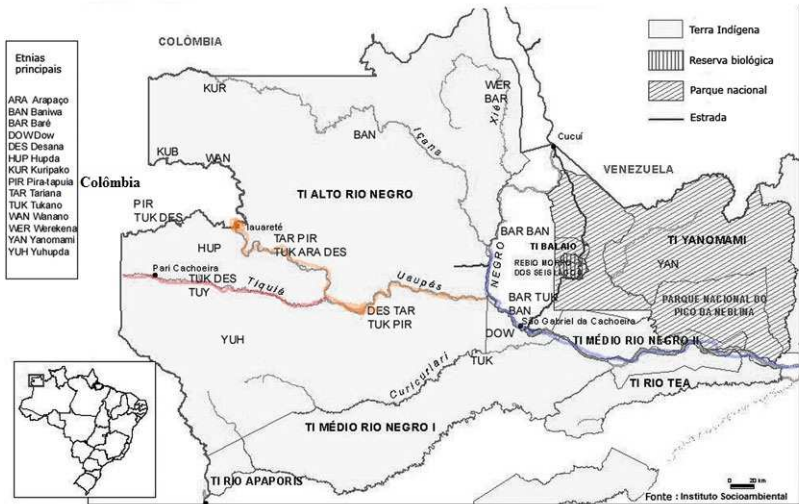 COLÔMBIA
Terra Indígena
Reserva biológica
Parque nacional
Estrada
Etnias
principais
ARA Arapaço
BAN Baniwa
BAR Baré
DOW Dow
DES Desana
HUP Hupda
KUR Kuripako
PIR Pira-tapuia
TAR Tariana
TUK Tukano
WAN Wanano
WER Werekena
YAN Yanomami
YUH Yuhupda
Colômbia
KUR
WER
BAR
Xié
BAN
Içana
Cucuí
KUB
WAN
VENEZUELA
TI ALTO RIO NEGRO
PIR
TUK DES
Iauareté
HUP
TAR PIR
TUK ARA DES
BAR BAN
TI BALAIO
REBIO MORRO
DOS SEIS LAGOS
TI YANOMAMI
YAN
NEGRO
Pari Cachoeira
TUK DES
TUY
Tiquié
Uaupés
DES TAR
TUK PIR
BAR TUK
BAN
PARQUE NACIONAL DO
PICO DA NEBLINA
São Gabriel da Cachoeira
DOW
TI MÉDIO RIO NEGRO II
YUH
TUK
Curicuriari
TI RIO TEA
TI MÉDIO RIO NEGRO I
TI RIO APAPORIS
20 km
Fonte : Instituto Socioambiental